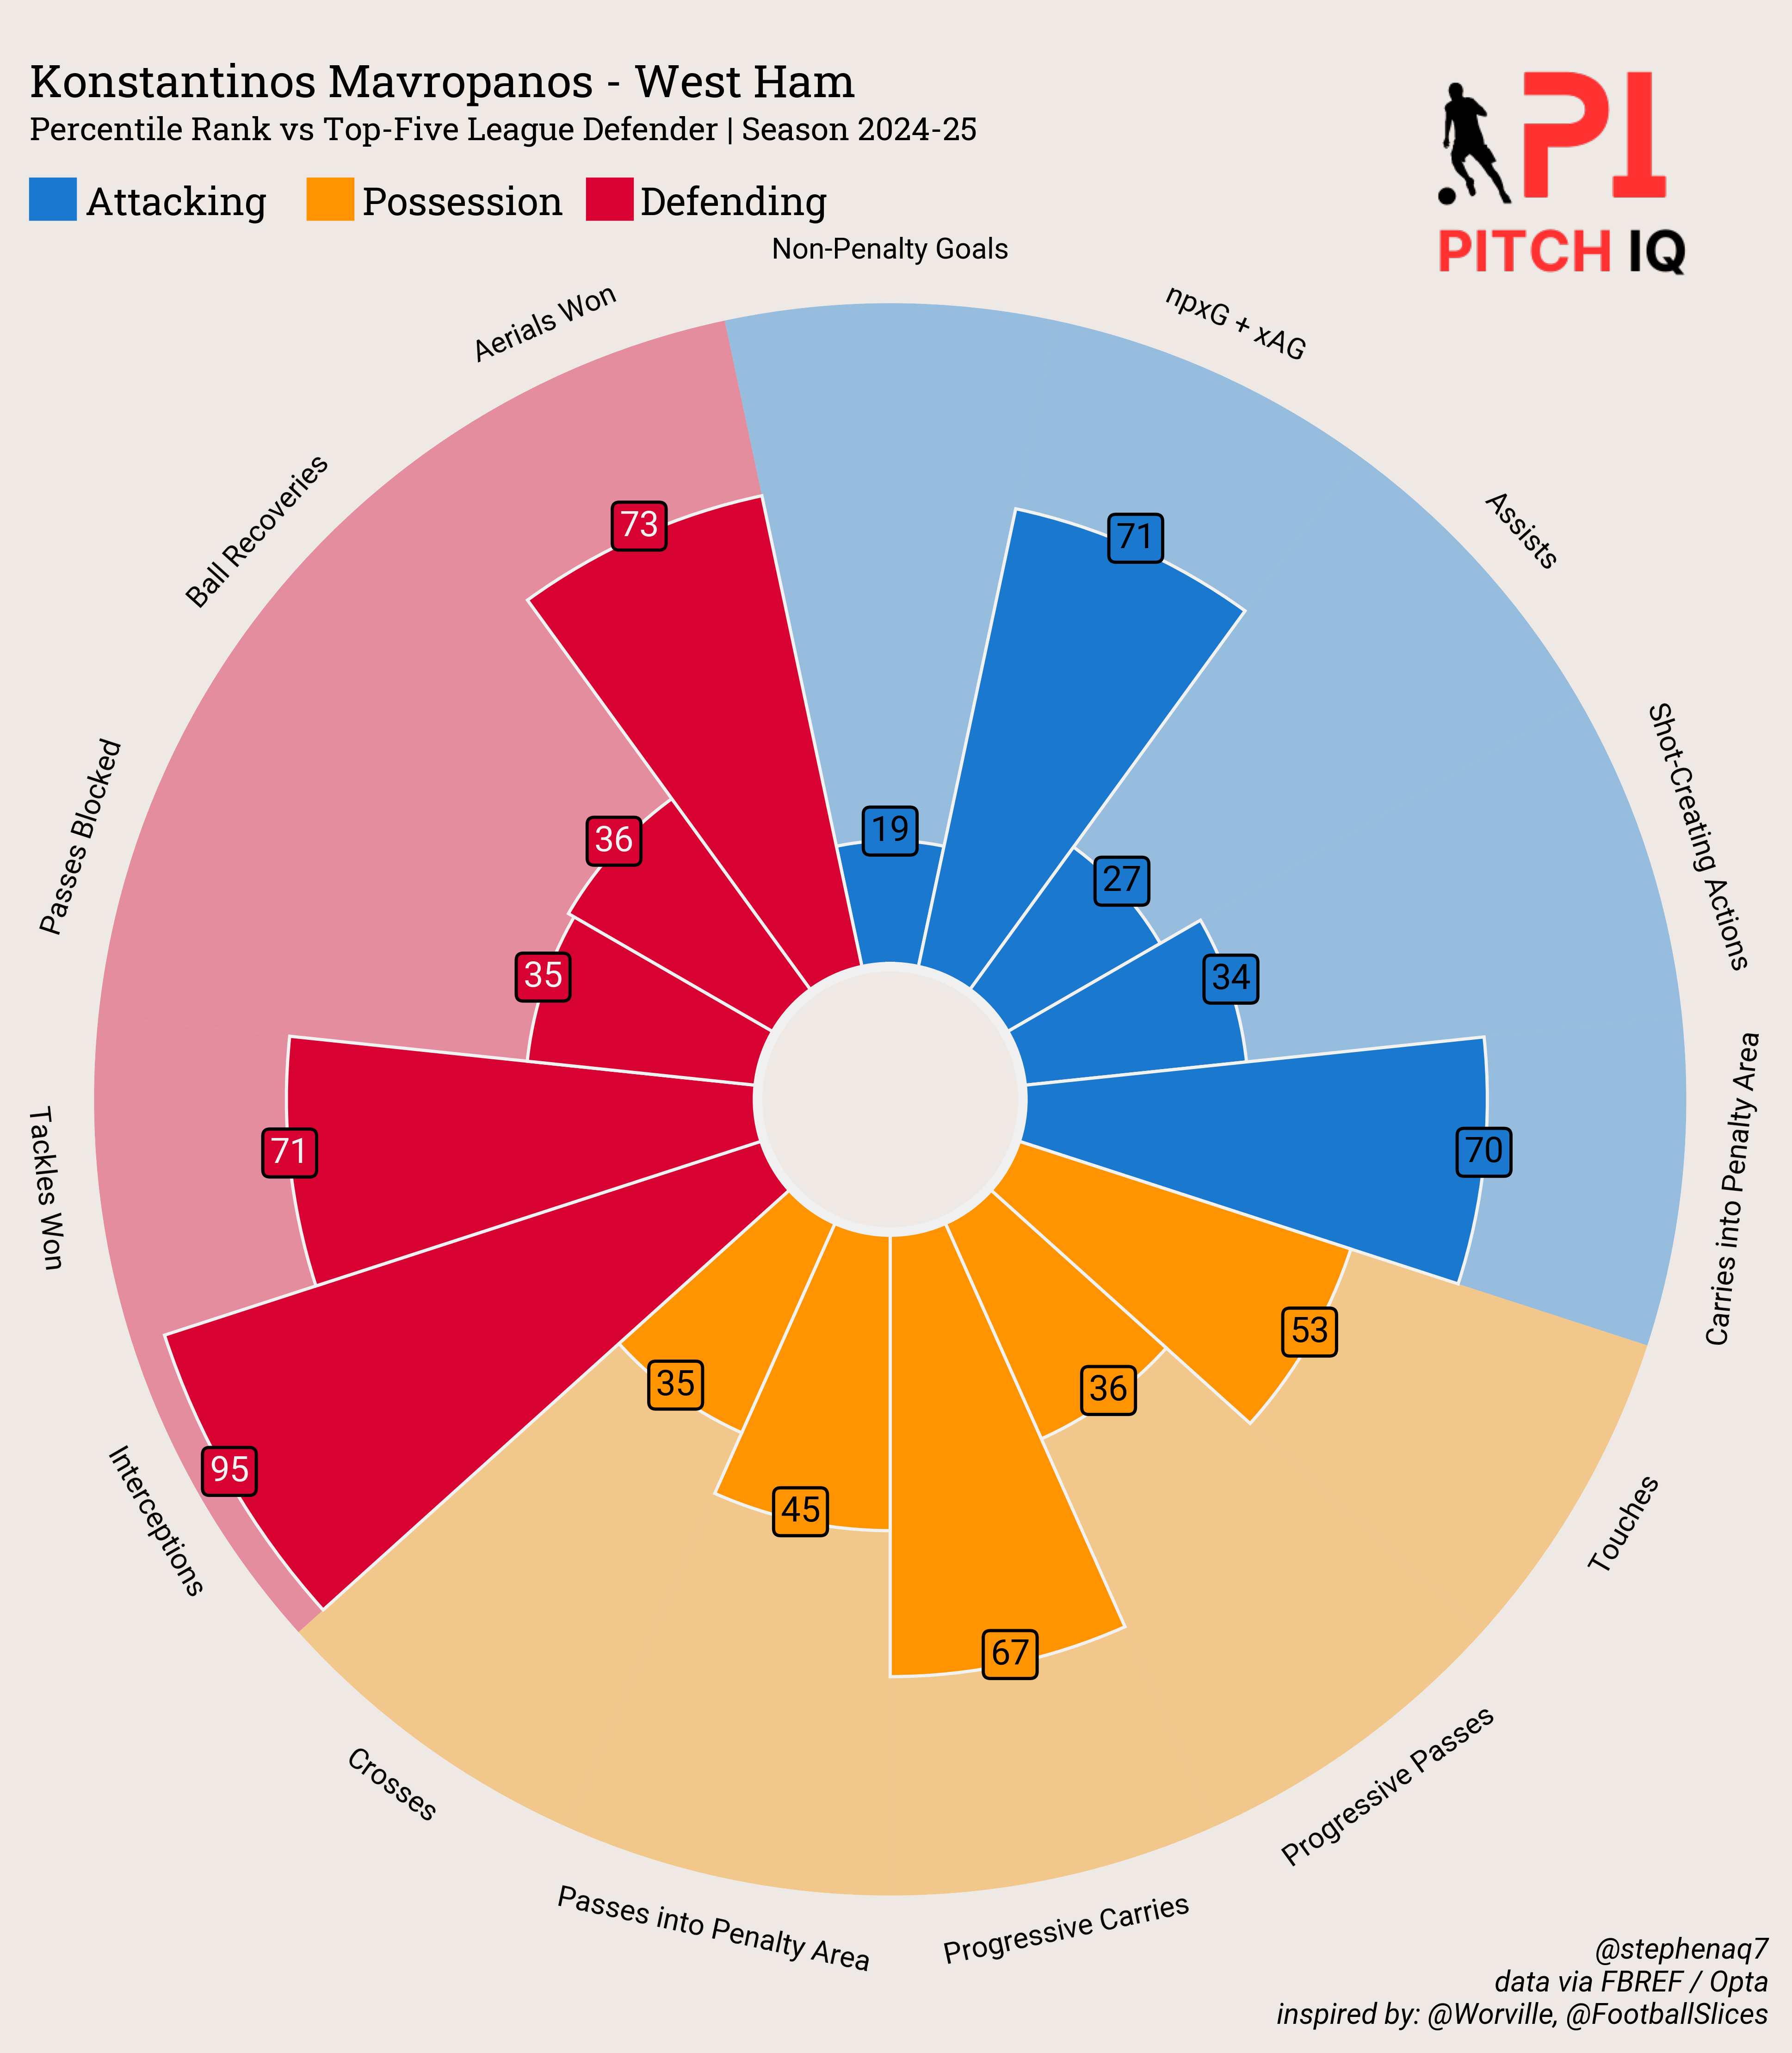 Konstantinos Mavropanos - West Ham
Percentile Rank vs Top-Five League Defender | Season 2024-25
Attacking Possession Defending
PI
PITCH IQ
Non-Penalty Goals
npxG + xAG
Assists
Shot-Creating Actions
Carries into Penalty Area
Touches
Progressive Passes
Progressive Carries
Passes into Penalty Area
Crosses
Interceptions
Tackles Won
Passes Blocked
Ball Recoveries
Aerials Won
19
71
27
34
70
53
36
67
45
35
95
71
35
36
73
@stephenaq7
data via FBREF / Opta
inspired by: @Worville, @FootballSlices